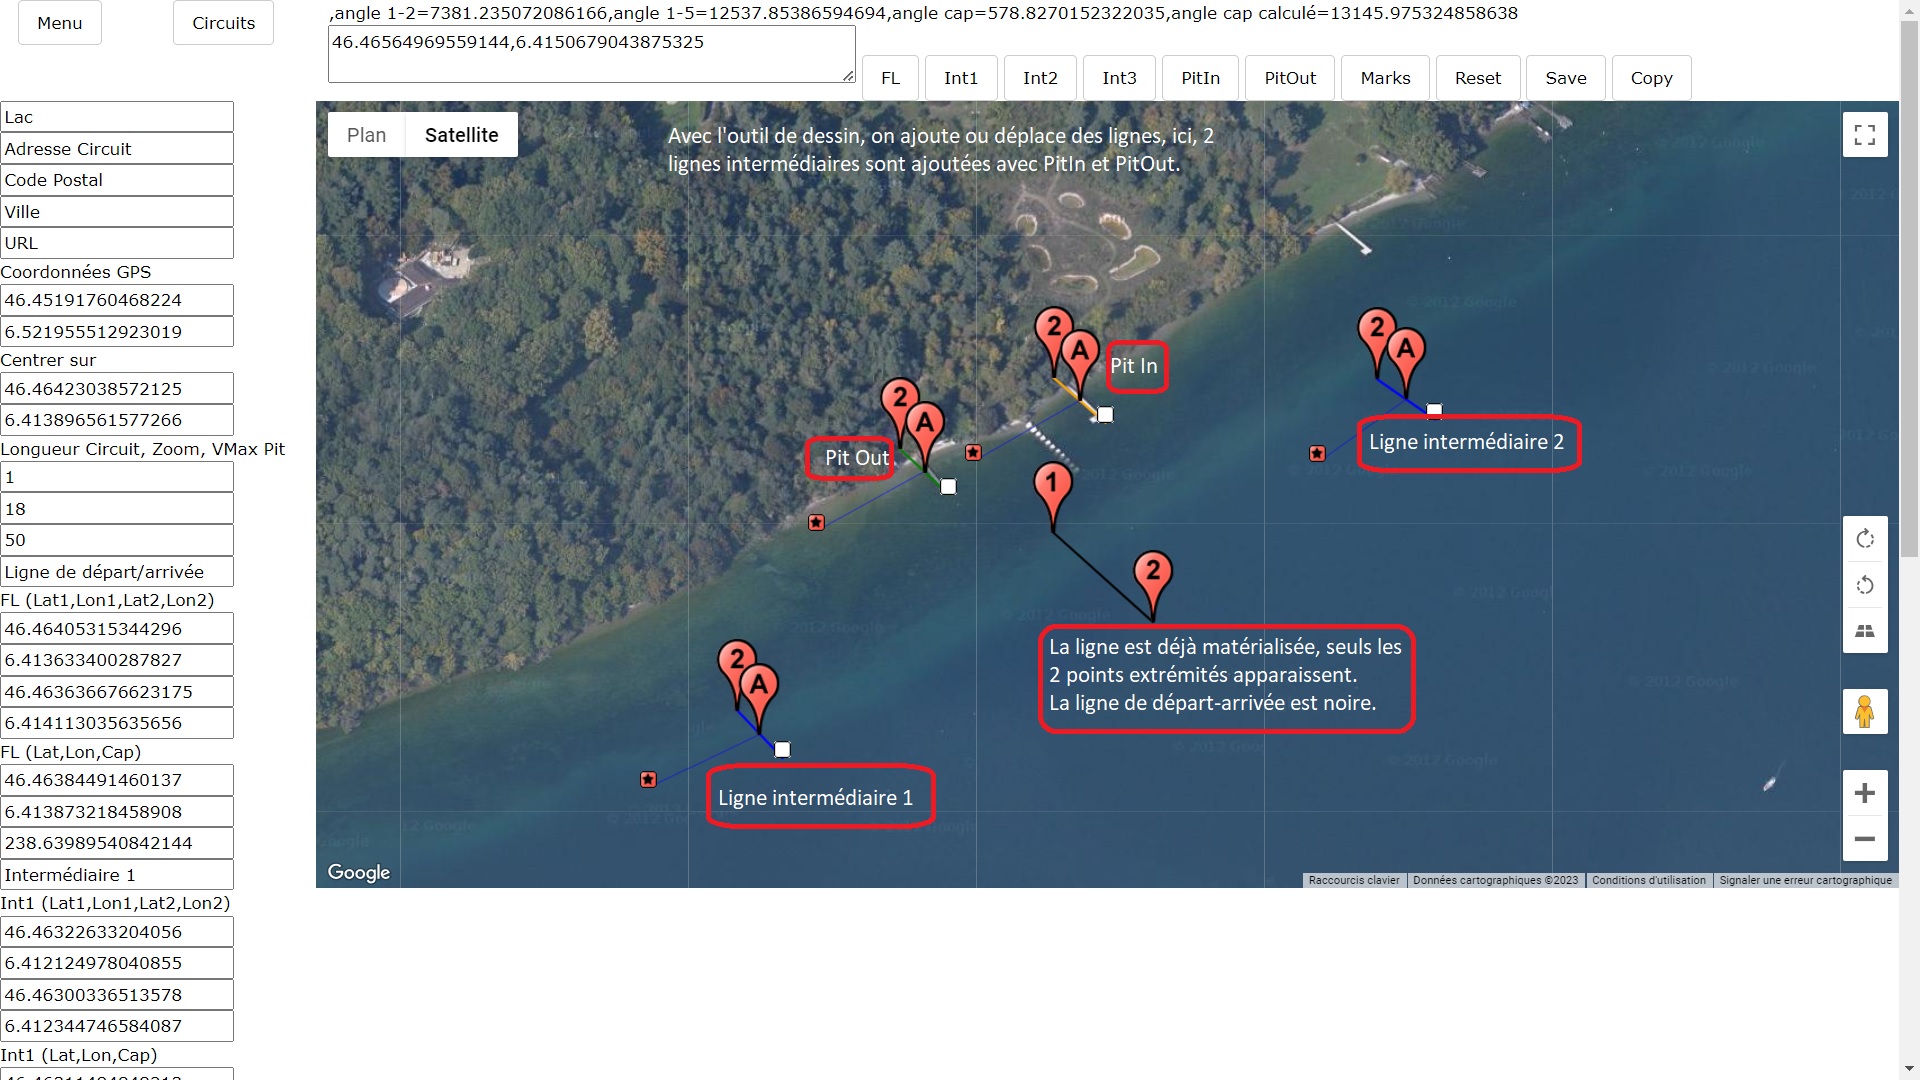 Menu
Circuits
,angle 1-2=7381.235072086166,angle 1-5=12537.85386594694,angle cap=578.8270152322035,angle cap calculé=13145.975324858638
46.46564969559144,6.4150679043875325
FL
Int1
Int2
Int3
PitIn
PitOut
Marks
Reset
Save
Copy
Lac
Adresse Circuit
Code Postal
Ville
URL
Coordonnées GPS
46.45191760468224
6.521955512923019
Centrer sur
46.46423038572125
6.413896561577266
Longueur Circuit, Zoom, VMax Pit
1
18
50
Ligne de départ/arrivée
FL (Lat1,Lon1,Lat2,Lon2)
46.46405315344296
6.413633400287827
46.463636676623175
6.414113035635656
FL (Lat,Lon,Cap)
46.46384491460137
6.413873218458908
238.63989540842144
Intermédiaire 1
Int1 (Lat1,Lon1,Lat2,Lon2)
46.46322633204056
6.412124978040855
46.46300336513578
6.412344746584087
Int1 (Lat,Lon,Cap)
Plan
Satellite
Avec l'outil de dessin, on ajoute ou déplace des lignes, ici, 2
lignes intermédiaires sont ajoutées avec PitIn et PitOut.
2
A
Pit In
2
A
2
A
Pit Out
Ligne intermédiaire 2
1
2
La ligne est déjà matérialisée, seuls les
2 points extrémités apparaissent.
La ligne de départ-arrivée est noire.
2
A
Ligne intermédiaire 1
Google
Raccourcis clavier
Données cartographiques ©2023
Conditions d'utilisation
Signaler une erreur cartographique